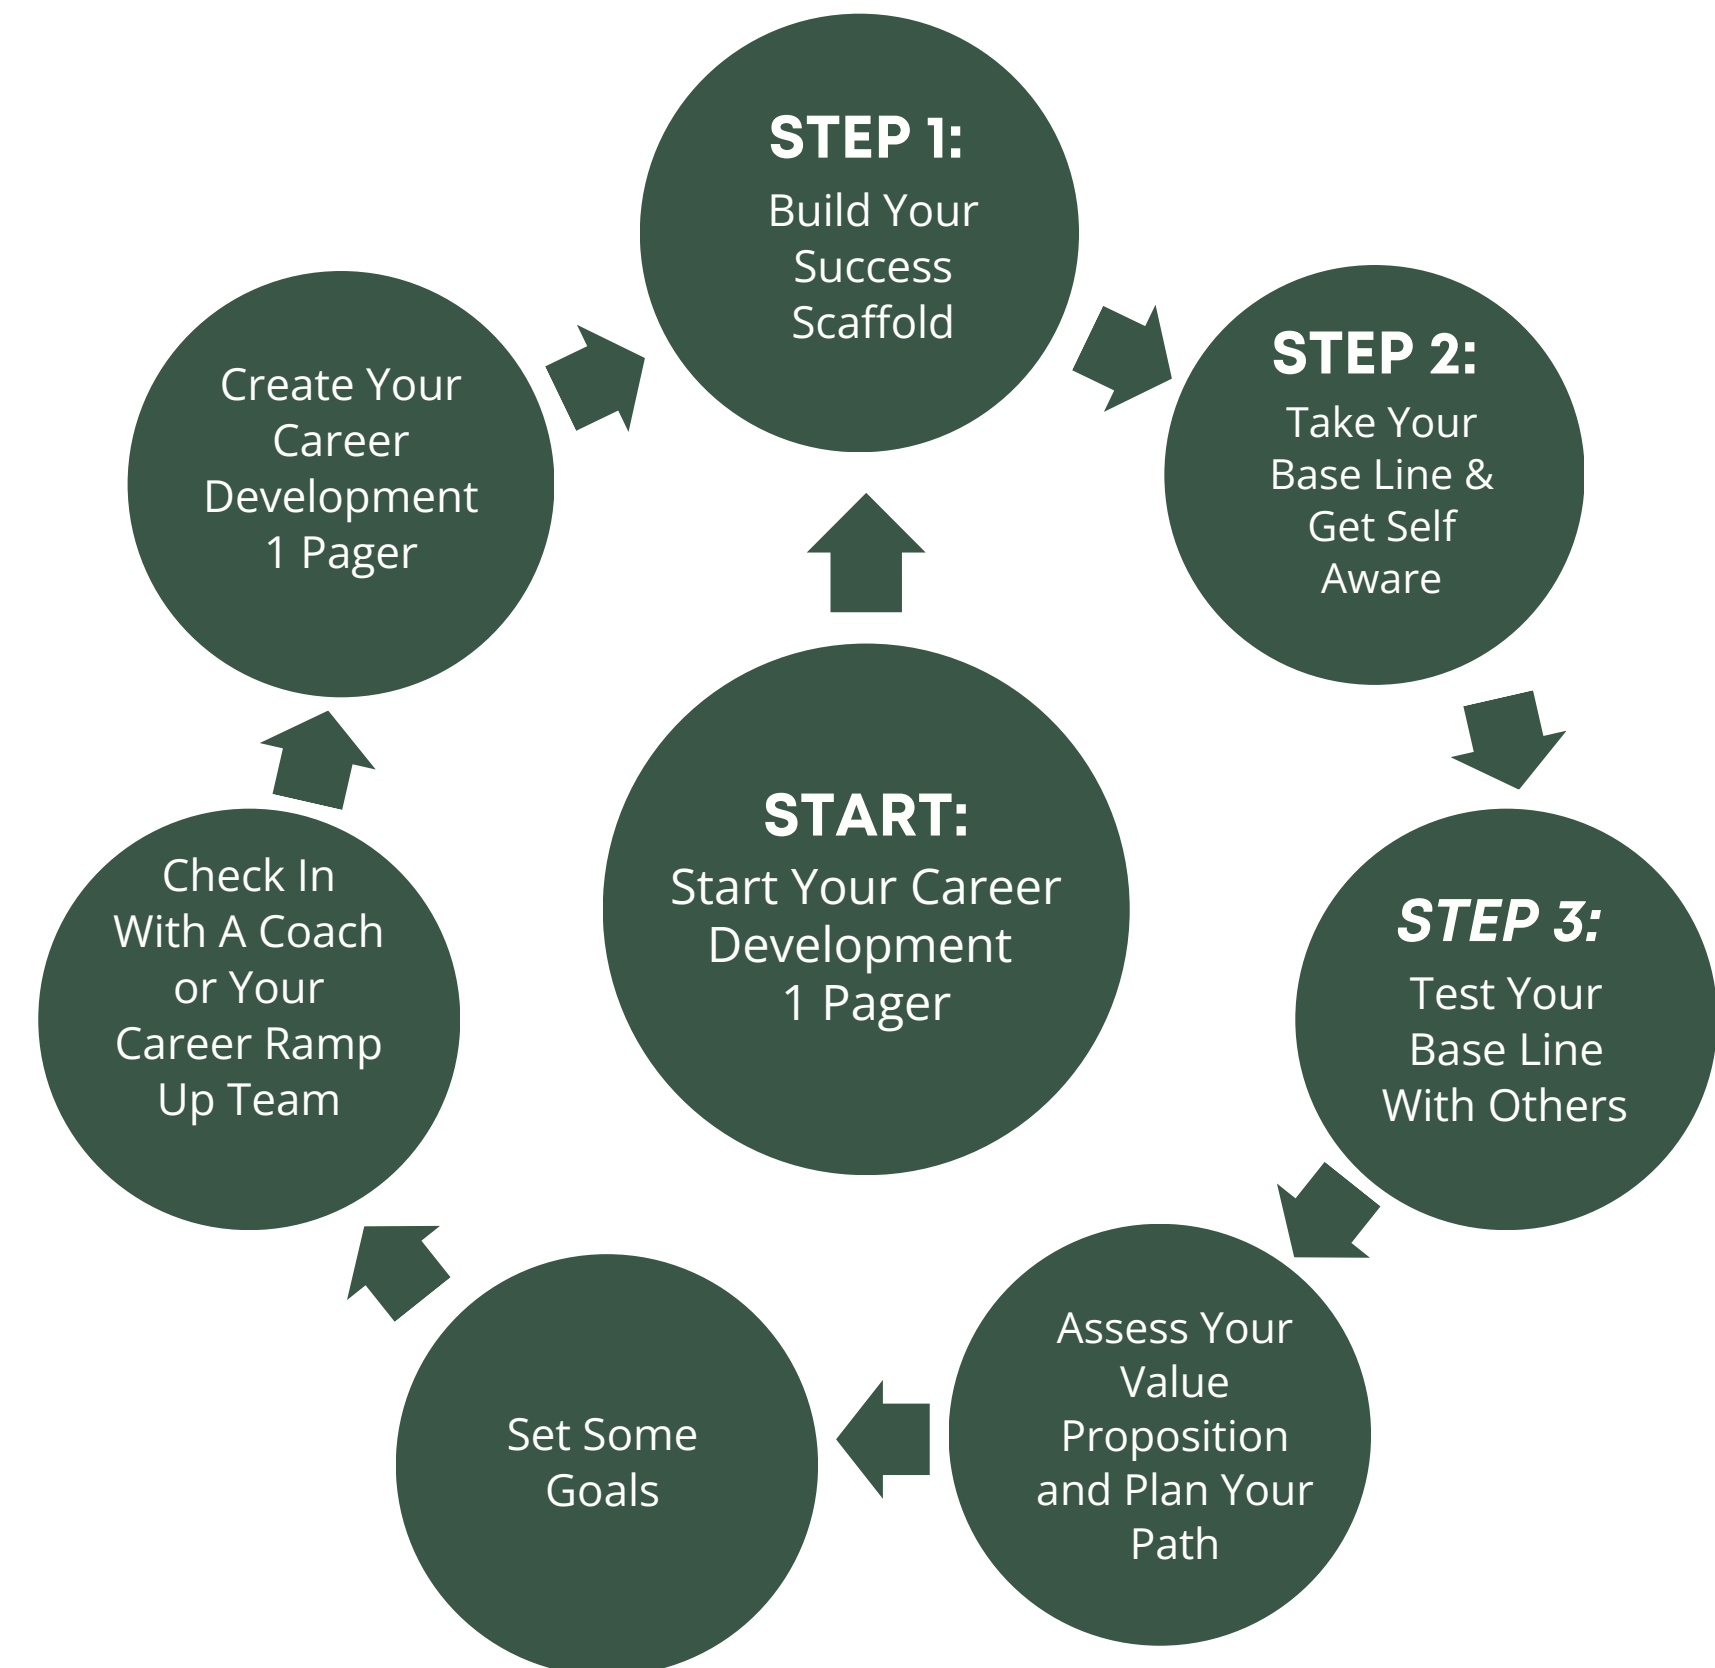 STEP 1:
Build Your
Success
Scaffold
STEP 2:
Take Your
Base Line &
Get Self
Aware
STEP 3:
Test Your
Base Line
With Others
Assess Your
Value
Proposition
and Plan Your
Path
Set Some
Goals
Check In
With A Coach
or Your
Career Ramp
Up Team
Create Your
Career
Development
1 Pager
START:
Start Your Career
Development
1 Pager